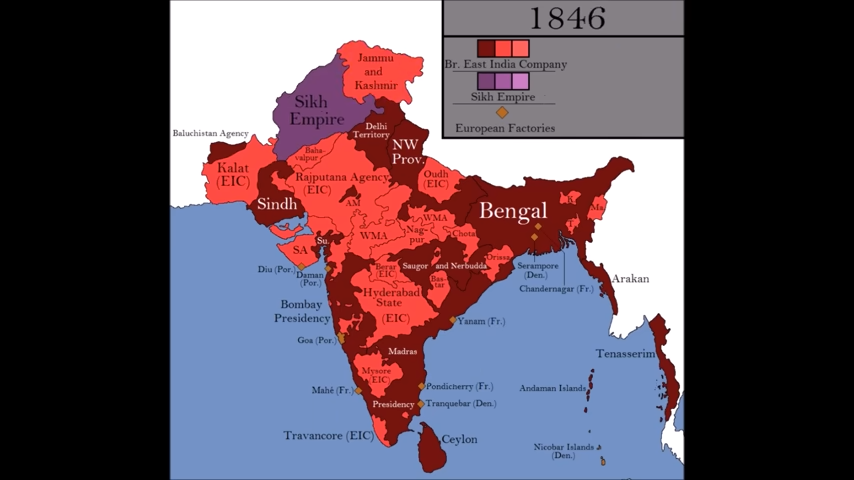 1846
Br. East India Company
Sikh Empire
European Factories
Jammu
and
Kashmir
Sikh
Empire
Baluchistan Agency
Delhi
Territory
NW
Prov.
Baha-
valpur
Kalat
(EIC)
Rajputana Agency
(EIC)
Oudh
(EIC)
Sindh
AM
Bengal
K.
Ma.
WMA
WMA
Nag-
pur
Chota
Su.
SA
Berar
(EIC)
Saugor and Nerbudda
Orissa
Bas-
tar
Diu (Por.)
Daman
(Por.)
Serampore
(Den.)
Chandernagar (Fr.)
Arakan
Hyderabad
State
(EIC)
Bombay
Presidency
Yanam (Fr.)
Goa (Por.)
Madras
Tenasserim
Mysore
(EIC)
Mahé (Fr.)
Pondicherry (Fr.)
Andaman Islands
Presidency
Tranquebar (Den.)
Travancore (EIC)
Ceylon
Nicobar Islands
(Den.)